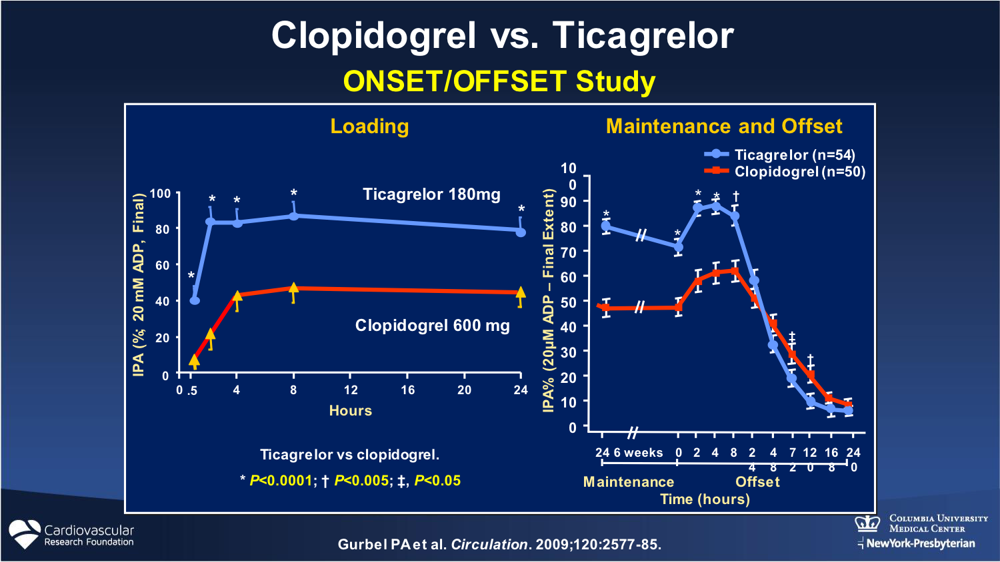 Clopidogrel vs. Ticagrelor
ONSET/OFFSET Study
Loading
IPA (%; 20 mM ADP, Final)
100
80
60
40
20
0
*
*
*
*
*
Ticagrelor 180mg
Clopidogrel 600 mg
0 .5 4 8 12 16 20 24
Hours
Ticagrelor vs clopidogrel.
* P<0.0001; † P<0.005; ‡, P<0.05
Maintenance and Offset
Ticagrelor (n=54)
Clopidogrel (n=50)
IPA% (20µM ADP – Final Extent)
10
0
90
80
70
60
50
40
30
20
10
0
*
*
*
*
†
‡
†
24 6 weeks 0 2 4 8 2 4 7 12 16 24
4 8 2 0 8 0
Maintenance Offset
Time (hours)
Cardiovascular
Research Foundation
Gurbel PA et al. Circulation. 2009;120:2577-85.
Columbia University
Medical Center
NewYork-Presbyterian